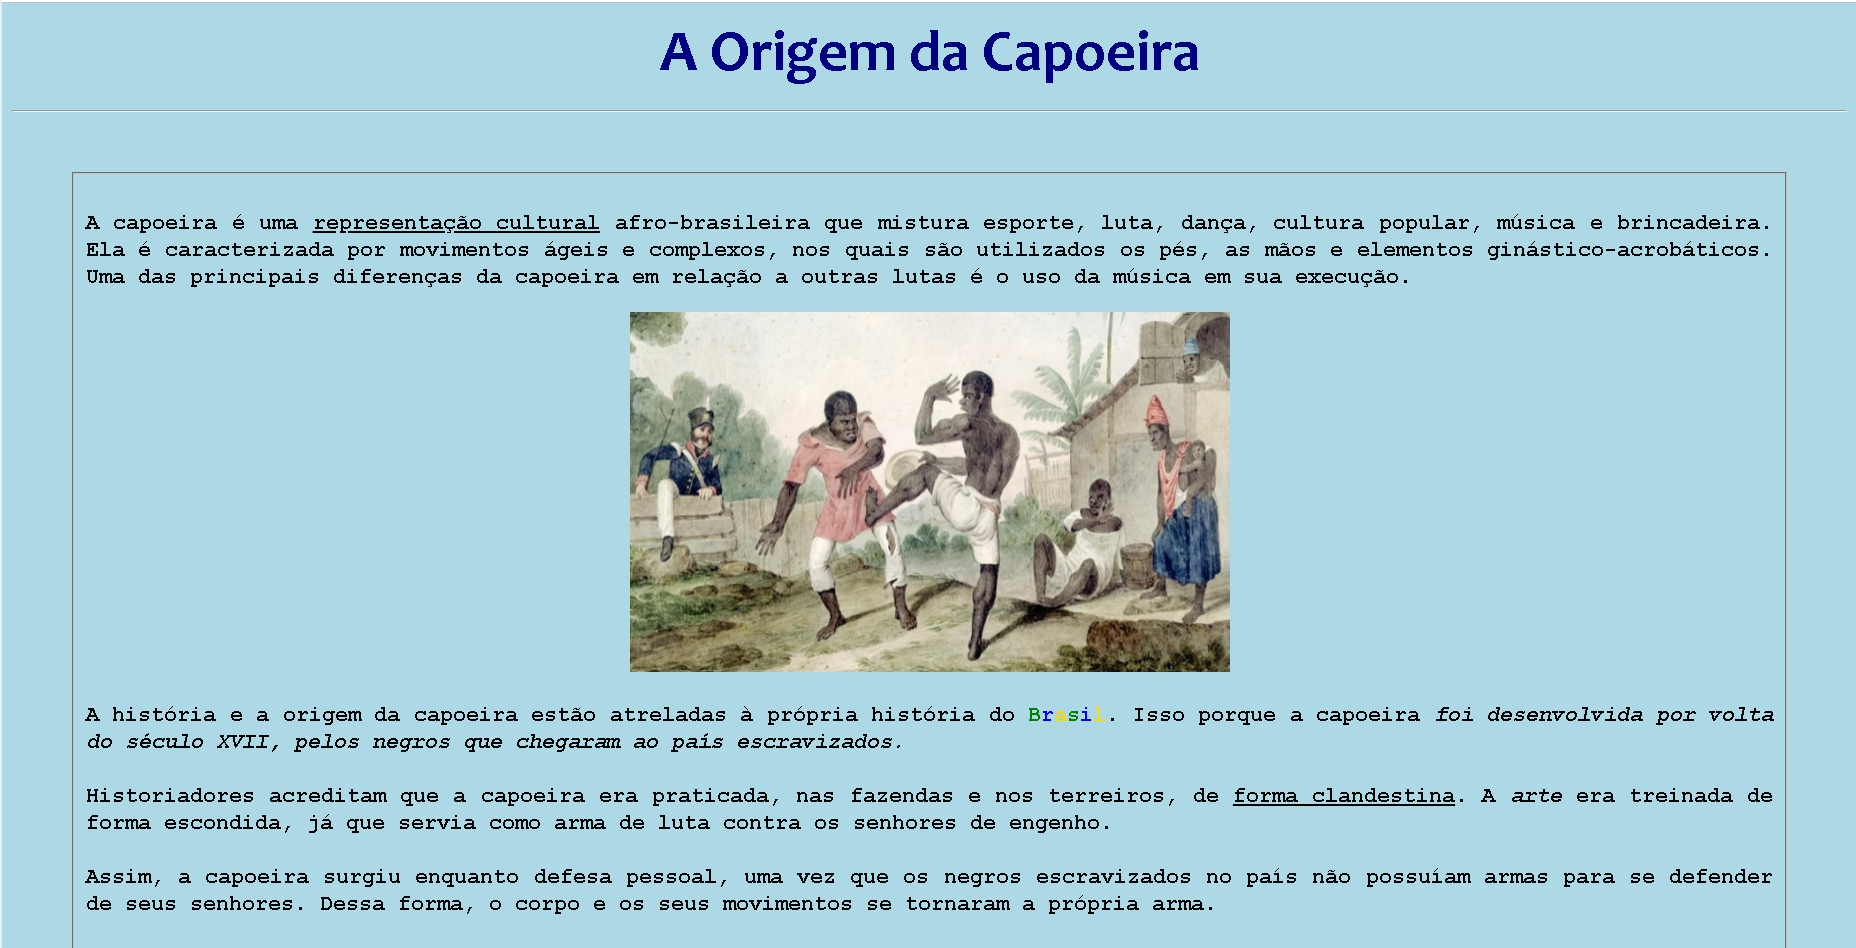 A Origem da Capoeira
A capoeira é uma representação cultural afro-brasileira que mistura esporte, luta, dança, cultura popular, música e brincadeira.
Ela é caracterizada por movimentos ágeis e complexos, nos quais são utilizados os pés, as mãos e elementos ginástico-acrobáticos.
Uma das principais diferenças da capoeira em relação a outras lutas é o uso da música em sua execução.
A história e a origem da capoeira estão atreladas à própria história do Brasil. Isso porque a capoeira foi desenvolvida por volta
do século XVII, pelos negros que chegaram ao país escravizados.
Historiadores acreditam que a capoeira era praticada, nas fazendas e nos terreiros, de forma clandestina. A arte era treinada de
forma escondida, já que servia como arma de luta contra os senhores de engenho.
Assim, a capoeira surgiu enquanto defesa pessoal, uma vez que os negros escravizados no país não possuíam armas para se defender
de seus senhores. Dessa forma, o corpo e os seus movimentos se tornaram a própria arma.